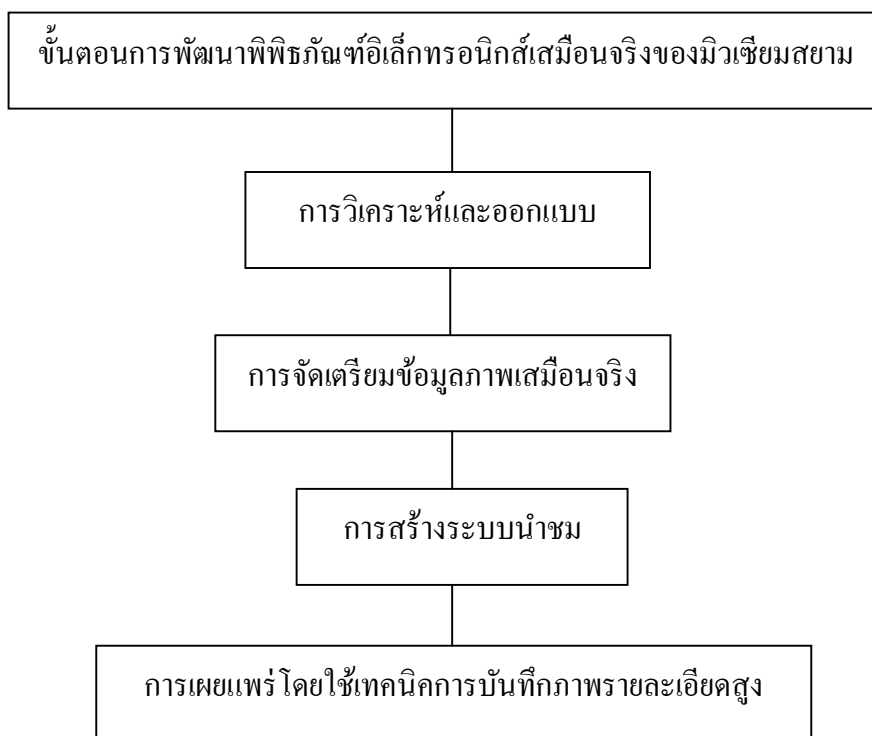 ขั้นตอนการพัฒนาพิพิธภัณฑ์อิเล็กทรอนิกส์เสมือนจริงของมิวเซียมสยาม
การวิเคราะห์และออกแบบ
การจัดเตรียมข้อมูลภาพเสมือนจริง
การสร้างระบบนำชม
การเผยแพร่โดยใช้เทคนิคการบันทึกภาพรายละเอียดสูง